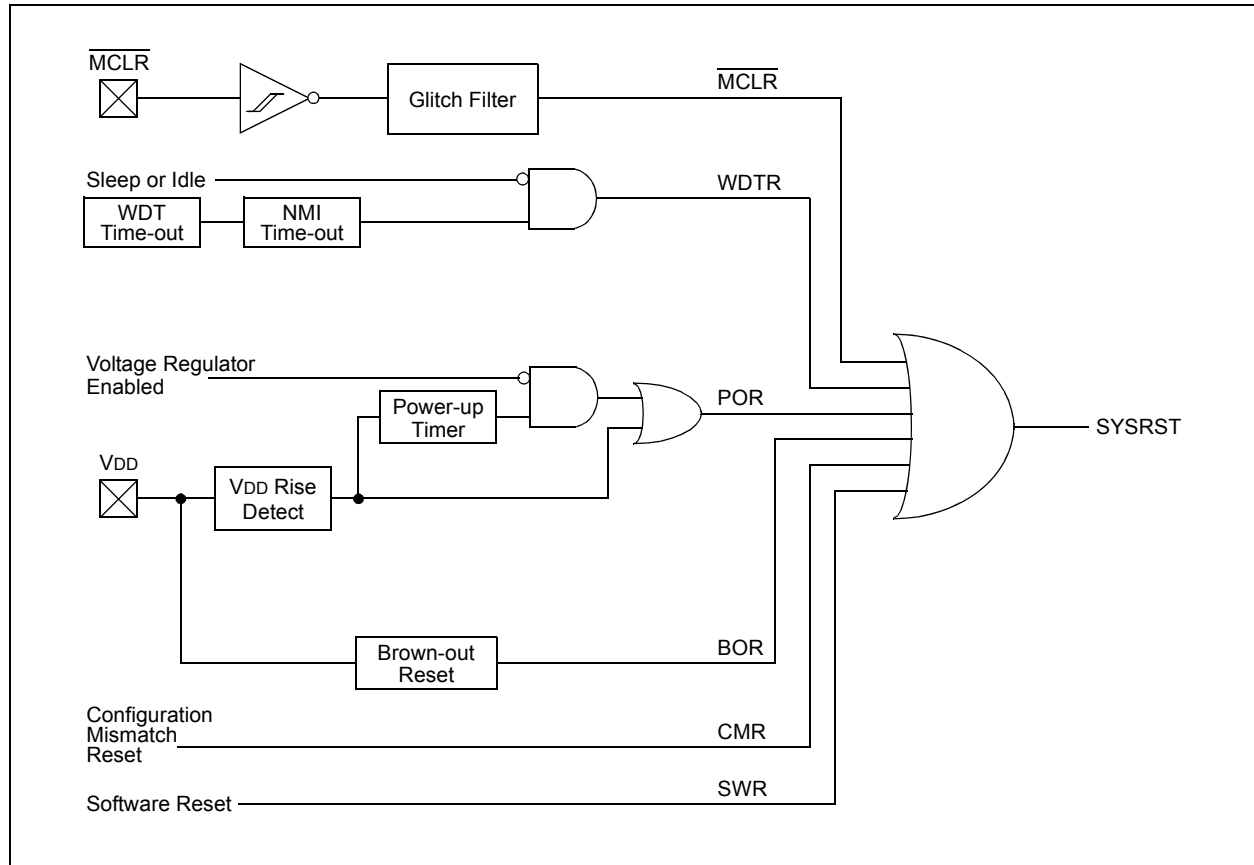 MCLR
Glitch Filter
MCLR
Sleep or Idle
WDTR
WDT
Time-out
NMI
Time-out
Voltage Regulator
Enabled
Power-up
Timer
POR
SYSRST
VDD
VDD Rise
Detect
Brown-out
Reset
BOR
Configuration
Mismatch
Reset
CMR
Software Reset
SWR